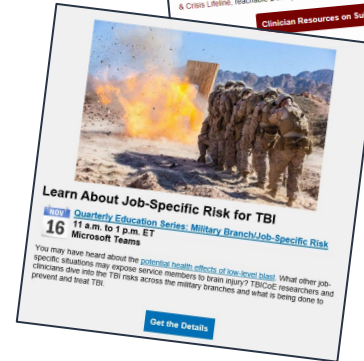 & Crisis Lifeline, reachable
Clinician Resources on Su
Learn About Job-Specific Risk for TBI
NOV
16
Quarterly Education Series: Military Branch/Job-Specific Risk
11 a.m. to 1 p.m. ET
Microsoft Teams
You may have heard about the potential health effects of low-level blast. What other job-
specific situations may expose service members to brain injury? TBICoE researchers and
clinicians dive into the TBI risks across the military branches and what is being done to
prevent and treat TBI.
Get the Details